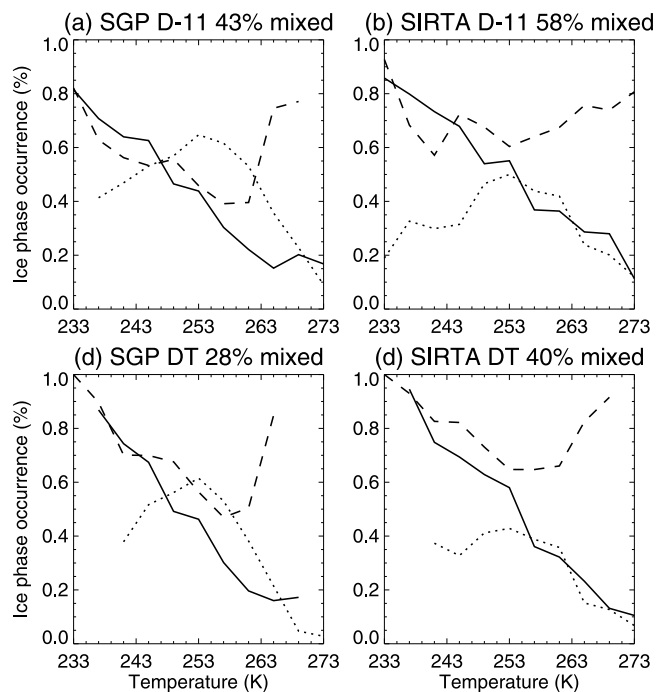 (a) SGP D-11 43% mixed
(b) SIRTA D-11 58% mixed
Ice phase occurrence (%)
1.0
0.8
0.6
0.4
0.2
0.0
233 243 253 263 273
1.0
0.8
0.6
0.4
0.2
0.0
233 243 253 263 273
(d) SGP DT 28% mixed
(d) SIRTA DT 40% mixed
Ice phase occurrence (%)
1.0
0.8
0.6
0.4
0.2
0.0
233 243 253 263 273
Temperature (K)
1.0
0.8
0.6
0.4
0.2
0.0
233 243 253 263 273
Temperature (K)